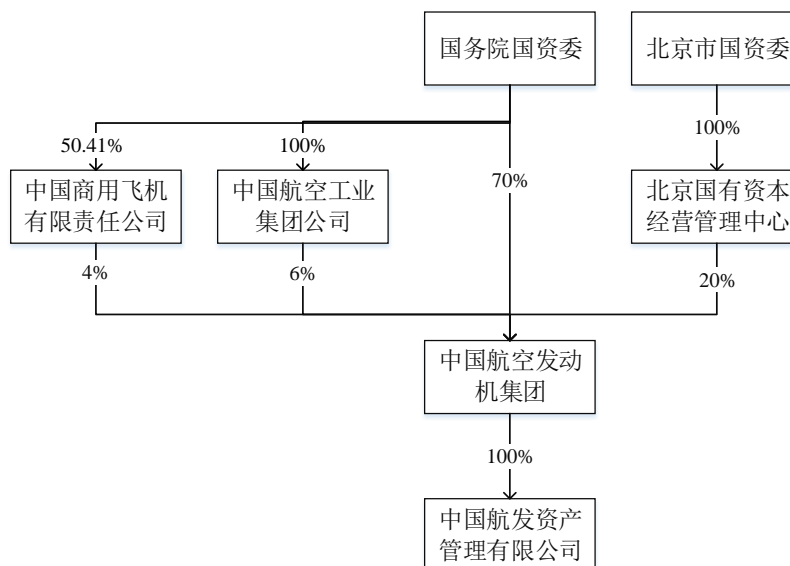 国务院国资委
北京市国资委
50.41%
100%
70%
100%
中国商用飞机
有限责任公司
中国航空工业
集团公司
北京国有资本
经营管理中心
4%
6%
20%
中国航空发动
机集团
100%
中国航发资产
管理有限公司